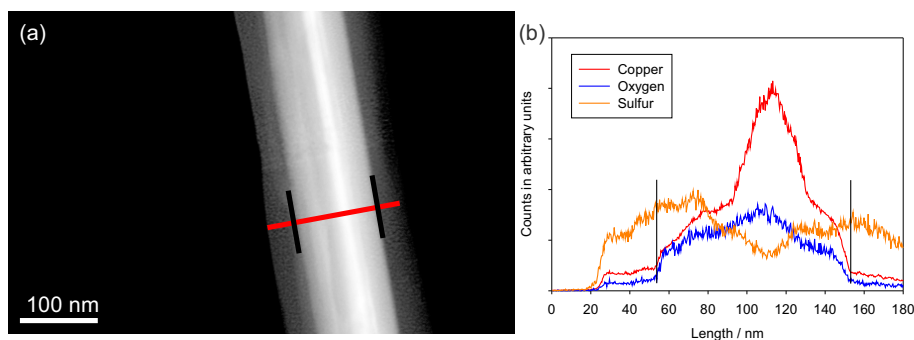 (a)
100 nm
(b)
Counts in arbitrary units
Copper
Oxygen
Sulfur
0 20 40 60 80 100 120 140 160 180
Length / nm